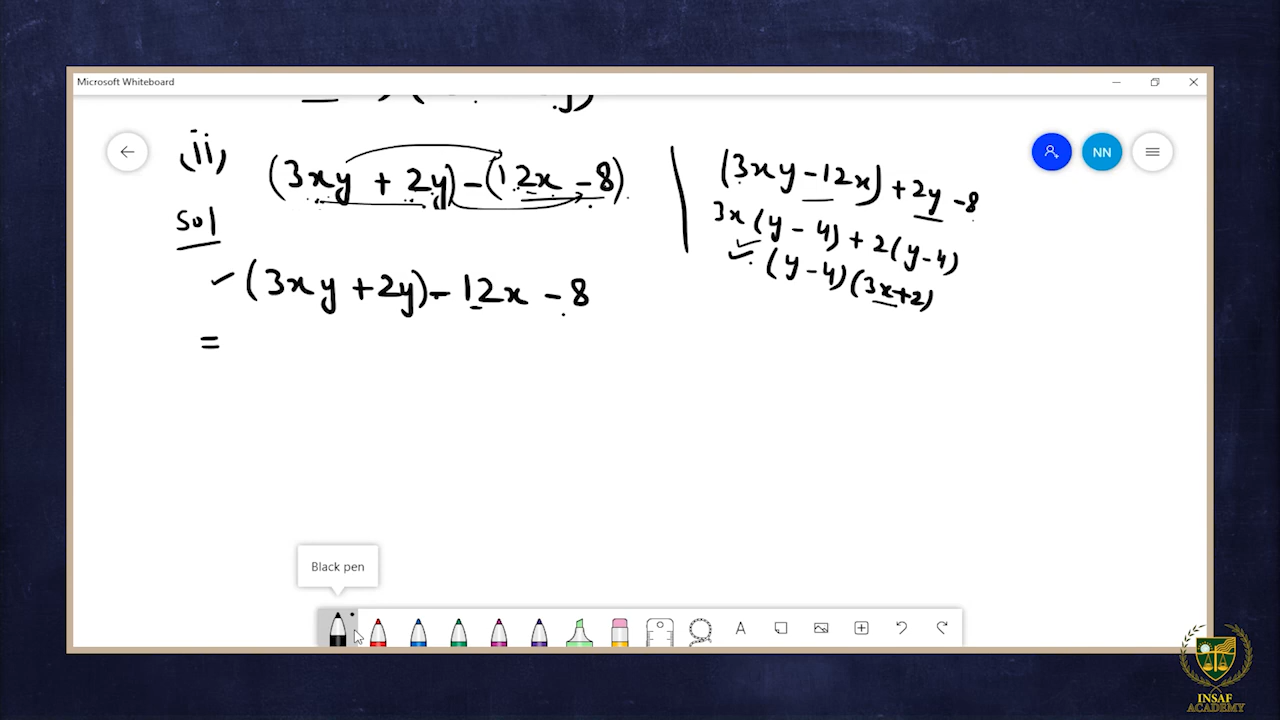 Microsoft Whiteboard
NN
(ii)
(3xy + 2y) - (12x - 8)
Sol
✓ (3xy + 2y) - 12x - 8
=
(3xy - 12x) + 2y - 8
3x (y - 4) + 2(y - 4)
✓ (y - 4)(3x + 2)
Black pen
A
INSAF
ACADEMY